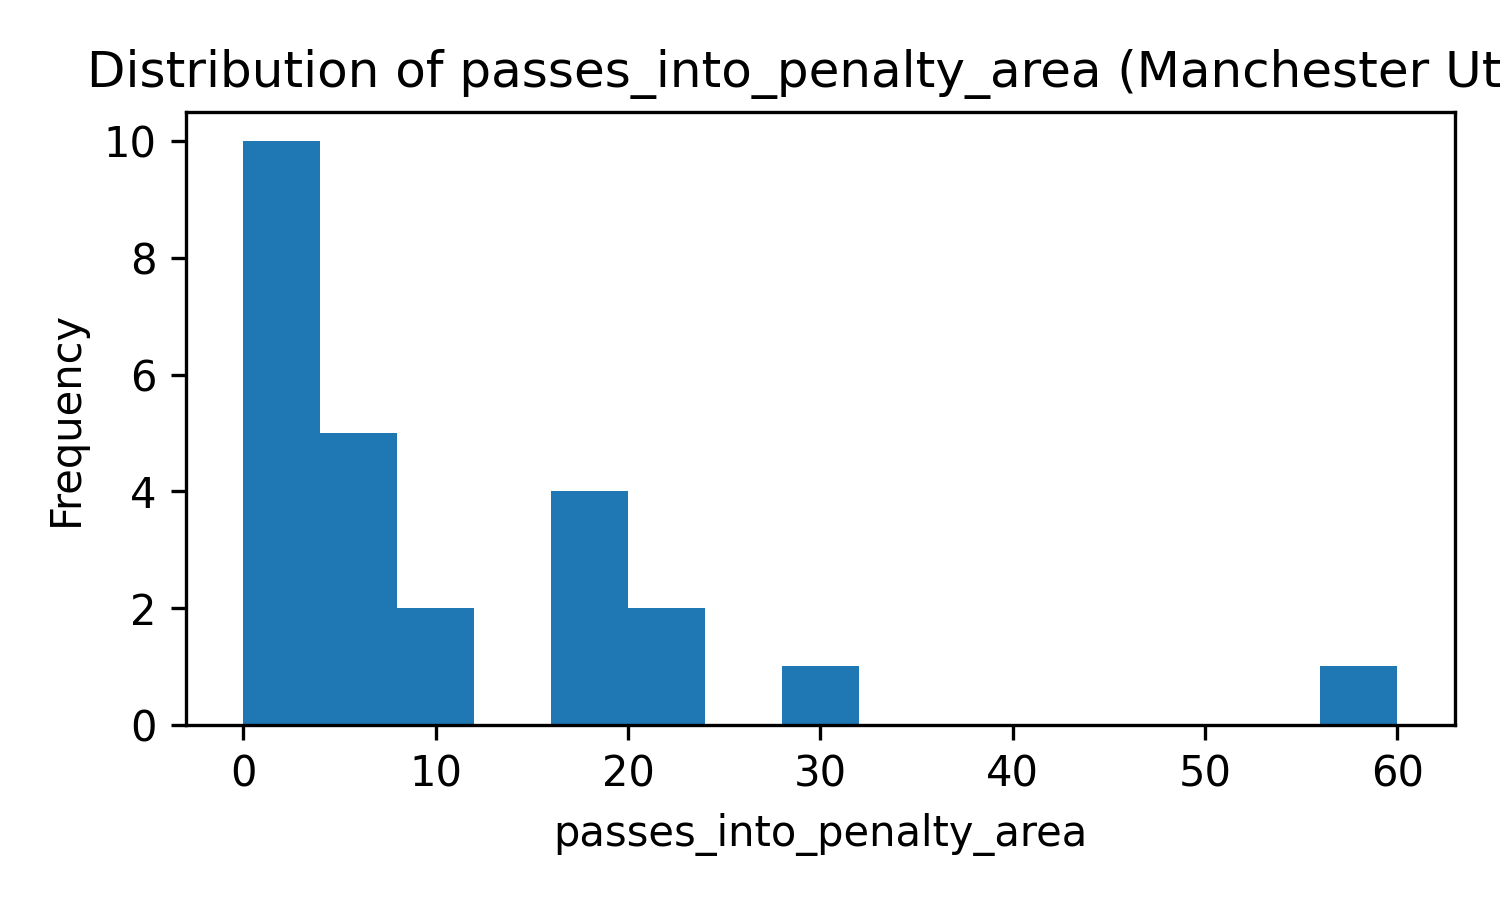 Distribution of passes_into_penalty_area (Manchester Ut
10
8
6
4
2
0
Frequency
0 10 20 30 40 50 60
passes_into_penalty_area